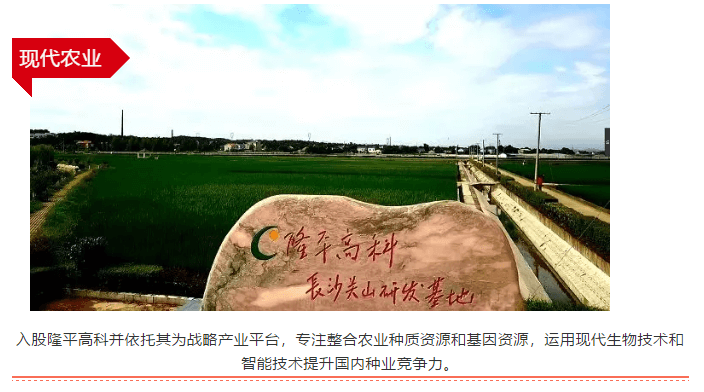 现代农业
隆平高科
长沙关山研发基地
入股隆平高科并依托其为战略产业平台，专注整合农业种质资源和基因资源，运用现代生物技术和
智能技术提升国内种业竞争力。